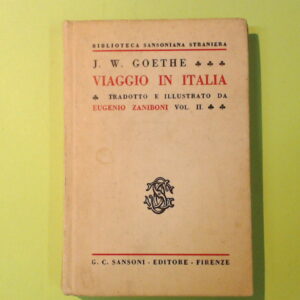 BIBLIOTECA SANSONIANA STRANIERA
J. W. GOETHE
VIAGGIO IN ITALIA
TRADOTTO E ILLUSTRATO DA
EUGENIO ZANIBONI VOL. II.
G. C. SANSONI - EDITORE - FIRENZE